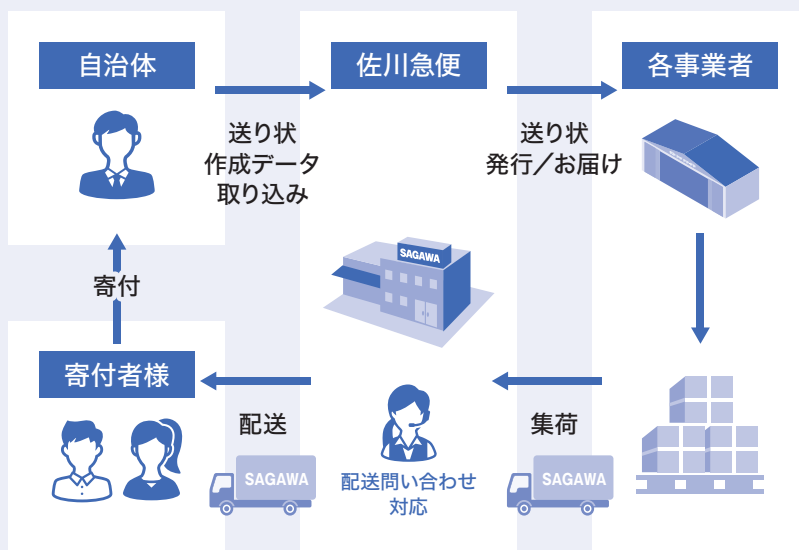 自治体
佐川急便
各事業者
送り状
作成データ
取り込み
送り状
発行／お届け
SAGAWA
寄付
寄付者様
配送
集荷
SAGAWA
配送問い合わせ
対応
SAGAWA